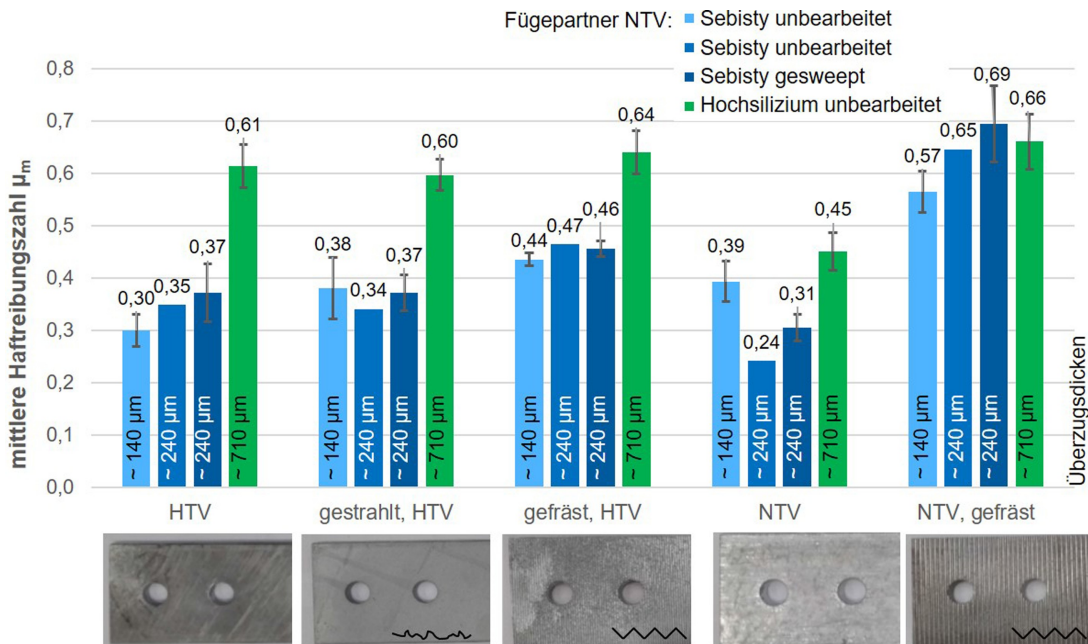 Fügepartner NTV:
Sebisty unbearbeitet
Sebisty unbearbeitet
Sebisty gesweept
Hochsilizium unbearbeitet
mittlere Haftreibungszahl µm
0,8
0,7
0,6
0,5
0,4
0,3
0,2
0,1
0,0
0,30
0,35
0,37
0,61
0,38
0,34
0,37
0,60
0,44
0,47
0,46
0,64
0,39
0,24
0,31
0,45
0,57
0,65
0,69
0,66
~ 140 µm
~ 240 µm
~ 240 µm
~ 710 µm
~ 140 µm
~ 240 µm
~ 240 µm
~ 710 µm
~ 140 µm
~ 240 µm
~ 240 µm
~ 710 µm
~ 140 µm
~ 240 µm
~ 240 µm
~ 710 µm
~ 140 µm
~ 240 µm
~ 240 µm
~ 710 µm
Überzugsdicken
HTV
gestrahlt, HTV
gefräst, HTV
NTV
NTV, gefräst